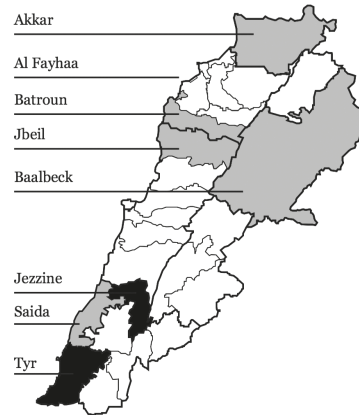 Akkar
Al Fayhaa
Batroun
Jbeil
Baalbeck
Jezzine
Saida
Tyr